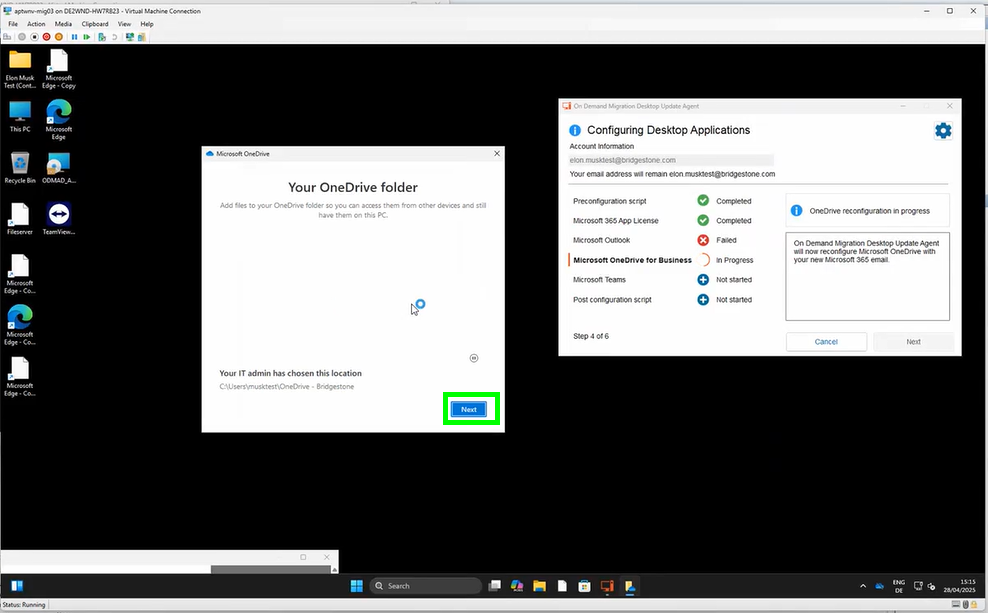 aptwnv-mig03 on DE2WND-HW7RB23 - Virtual Machine Connection
File Action Media Clipboard View Help
Elon Musk Test (Cont...
Microsoft Edge - Copy
This PC
Microsoft Edge
Recycle Bin
ODMAD_A...
Fileserver
TeamView...
Microsoft Edge - Co...
Microsoft Edge - Co...
Microsoft Edge - Co...
Microsoft OneDrive
Your OneDrive folder
Add files to your OneDrive folder so you can access them from other devices and still
have them on this PC.
Your IT admin has chosen this location
C:\Users\musktest\OneDrive - Bridgestone
Next
On Demand Migration Desktop Update Agent
Configuring Desktop Applications
Account Information
elon.musktest@bridgestone.com
Your email address will remain elon.musktest@bridgestone.com
Preconfiguration script Completed
Microsoft 365 App License Completed
Microsoft Outlook Failed
Microsoft OneDrive for Business In Progress
Microsoft Teams Not started
Post configuration script Not started
OneDrive reconfiguration in progress
On Demand Migration Desktop Update Agent
will now reconfigure Microsoft OneDrive with
your new Microsoft 365 email.
Step 4 of 6
Cancel
Next
Search
ENG
DE
15:15
28/04/2025
Status: Running